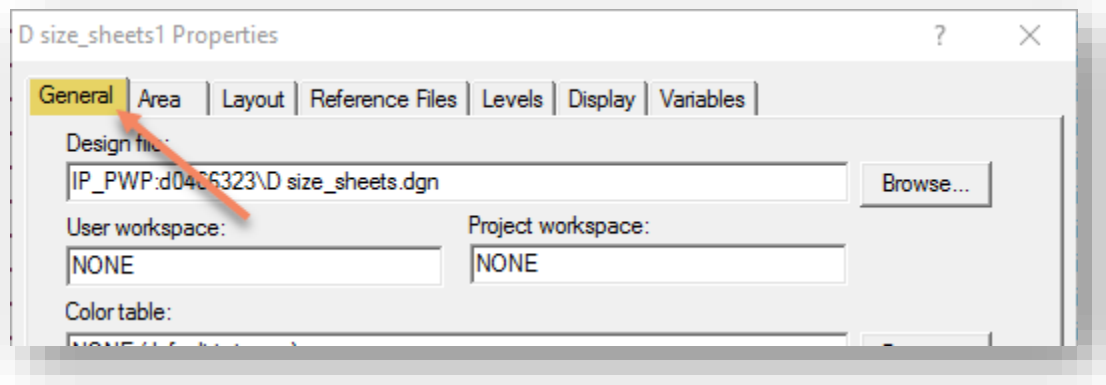 D size_sheets1 Properties ?
General Area Layout Reference Files Levels Display Variables
Design file:
IP_PWP:d0466323\D size_sheets.dgn Browse...
User workspace: Project workspace:
NONE NONE
Color table: